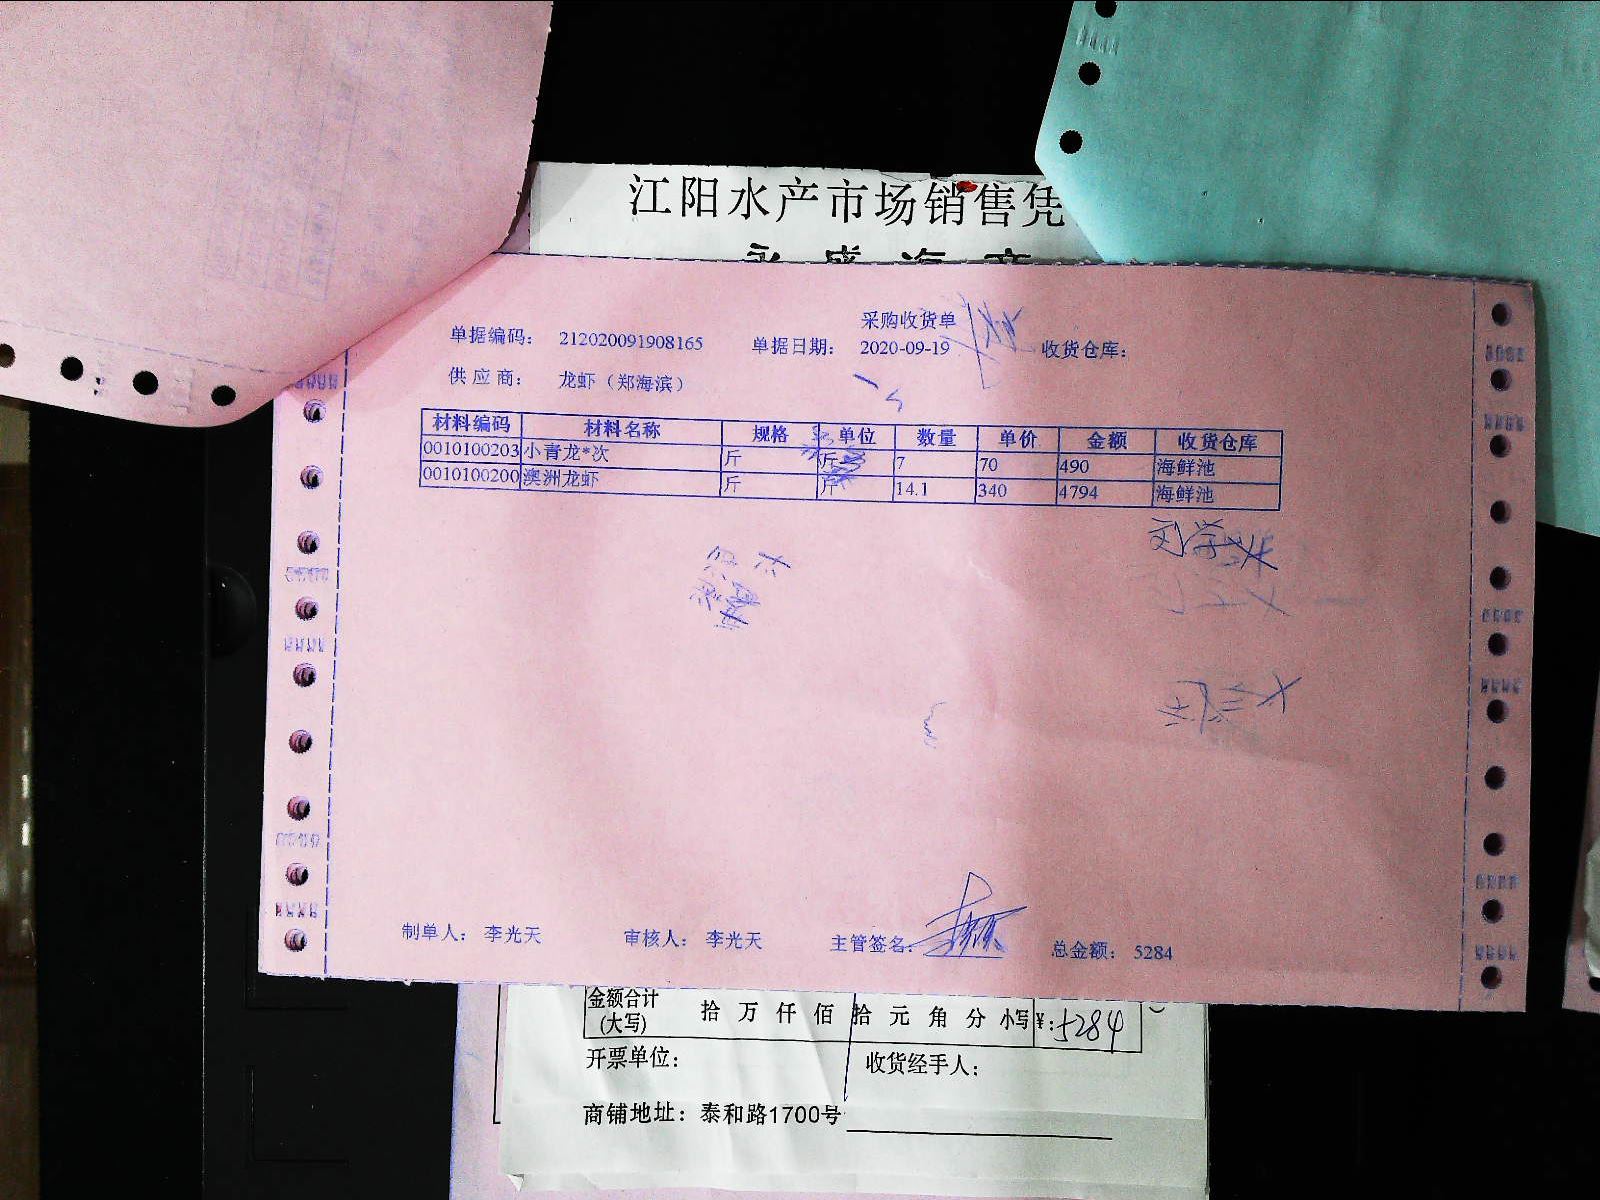 江阳水产市场销售凭
采购收货单
单据编码： 212020091908165 单据日期： 2020-09-19 收货仓库：
供应商： 龙虾（郑海滨）
材料编码 材料名称 规格 单位 数量 单价 金额 收货仓库
0010100203 小青龙*次 斤 斤 7 70 490 海鲜池
0010100200 澳洲龙虾 斤 斤 14.1 340 4794 海鲜池
制单人： 李光天 审核人： 李光天 主管签名： 总金额： 5284
金额合计 (大写) 拾 万 仟 佰 拾 元 角 分 小写¥:5284
开票单位： 收货经手人：
商铺地址：泰和路1700号